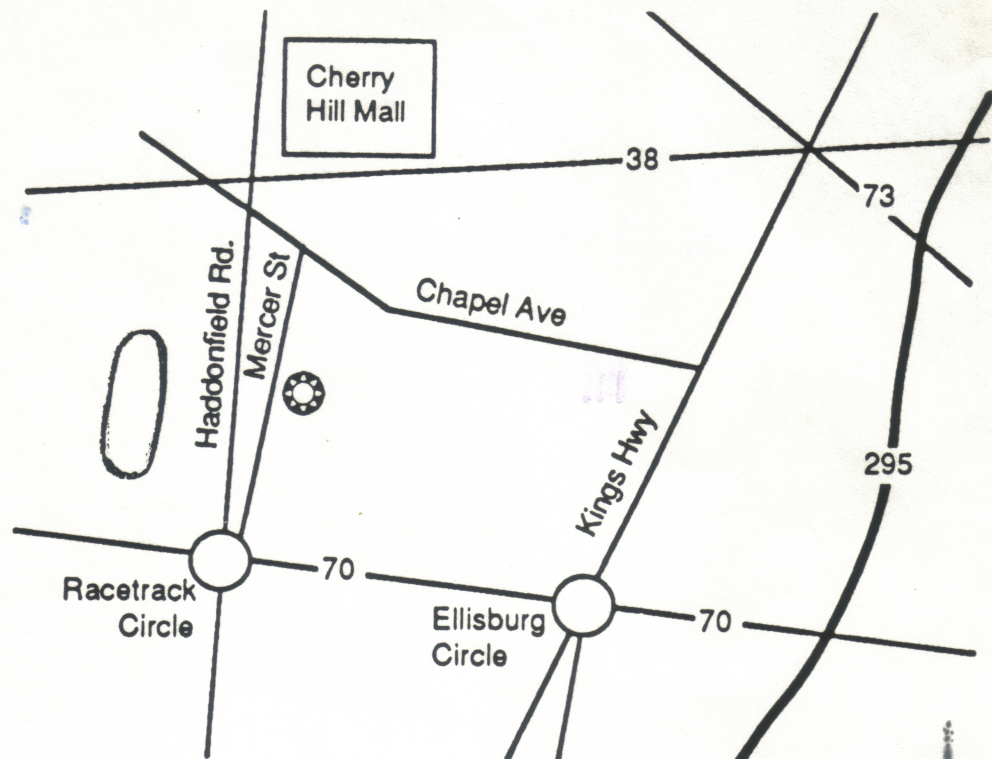 Cherry
Hill Mall
38
73
Haddonfield Rd.
Mercer St
Chapel Ave
Kings Hwy
295
70
Racetrack
Circle
Ellisburg
Circle
70